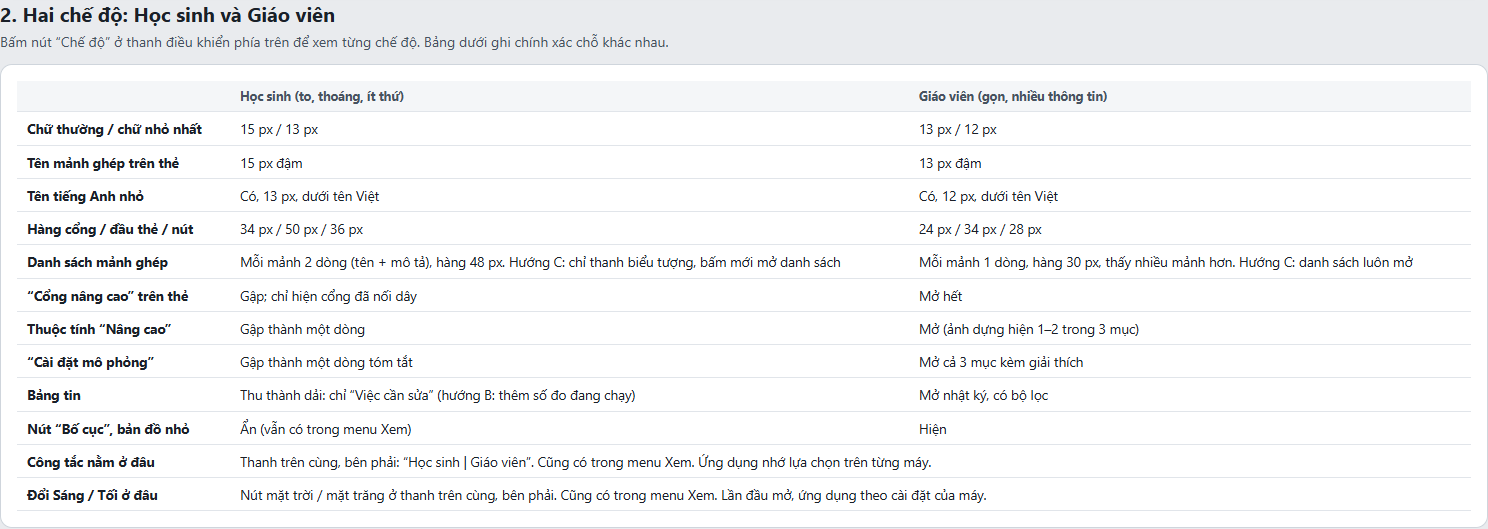 2. Hai chế độ: Học sinh và Giáo viên
Bấm nút “Chế độ” ở thanh điều khiển phía trên để xem từng chế độ. Bảng dưới ghi chính xác chỗ khác nhau.
Học sinh (to, thoáng, ít thứ) Giáo viên (gọn, nhiều thông tin)
Chữ thường / chữ nhỏ nhất 15 px / 13 px 13 px / 12 px
Tên mảnh ghép trên thẻ 15 px đậm 13 px đậm
Tên tiếng Anh nhỏ Có, 13 px, dưới tên Việt Có, 12 px, dưới tên Việt
Hàng cổng / đầu thẻ / nút 34 px / 50 px / 36 px 24 px / 34 px / 28 px
Danh sách mảnh ghép Mỗi mảnh 2 dòng (tên + mô tả), hàng 48 px. Hướng C: chỉ thanh biểu tượng, bấm mới mở danh sách Mỗi mảnh 1 dòng, hàng 30 px, thấy nhiều mảnh hơn. Hướng C: danh sách luôn mở
“Cổng nâng cao” trên thẻ Gập; chỉ hiện cổng đã nối dây Mở hết
Thuộc tính “Nâng cao” Gập thành một dòng Mở (ảnh dựng hiện 1–2 trong 3 mục)
“Cài đặt mô phỏng” Gập thành một dòng tóm tắt Mở cả 3 mục kèm giải thích
Bảng tin Thu thành dải: chỉ “Việc cần sửa” (hướng B: thêm số đo đang chạy) Mở nhật ký, có bộ lọc
Nút “Bố cục”, bản đồ nhỏ Ẩn (vẫn có trong menu Xem) Hiện
Công tắc nằm ở đâu Thanh trên cùng, bên phải: “Học sinh | Giáo viên”. Cũng có trong menu Xem. Ứng dụng nhớ lựa chọn trên từng máy.
Đổi Sáng / Tối ở đâu Nút mặt trời / mặt trăng ở thanh trên cùng, bên phải. Cũng có trong menu Xem. Lần đầu mở, ứng dụng theo cài đặt của máy.